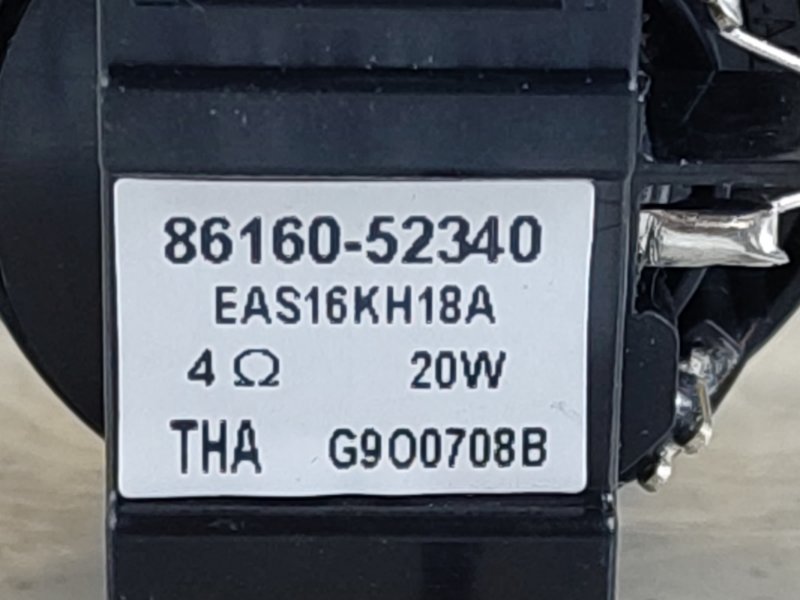 86160-52340
EAS16KH18A
4 Ω 20W
THA G9O0708B